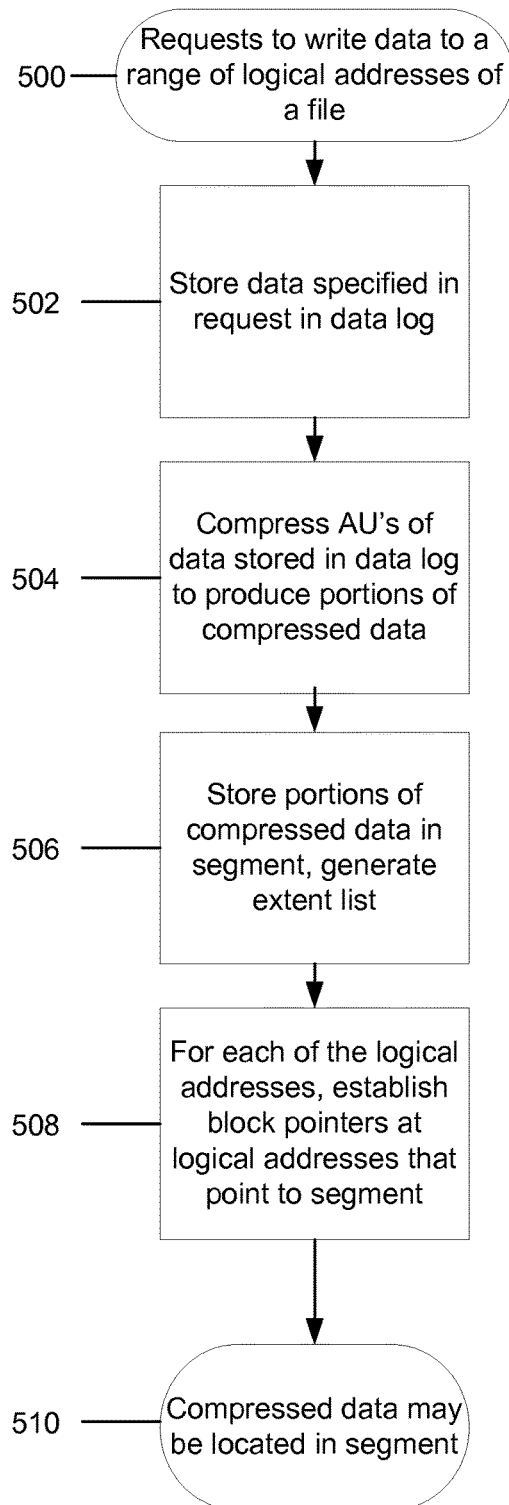 Requests to write data to a
500
range of logical addresses of
a file
502
Store data specified in
request in data log
Compress AU's of
504
data stored in data log
to produce portions of
compressed data
Store portions of
506
compressed data in
segment, generate
extent list
For each of the logical
508
addresses, establish
block pointers at
logical addresses that
point to segment
510
Compressed data may
be located in segment